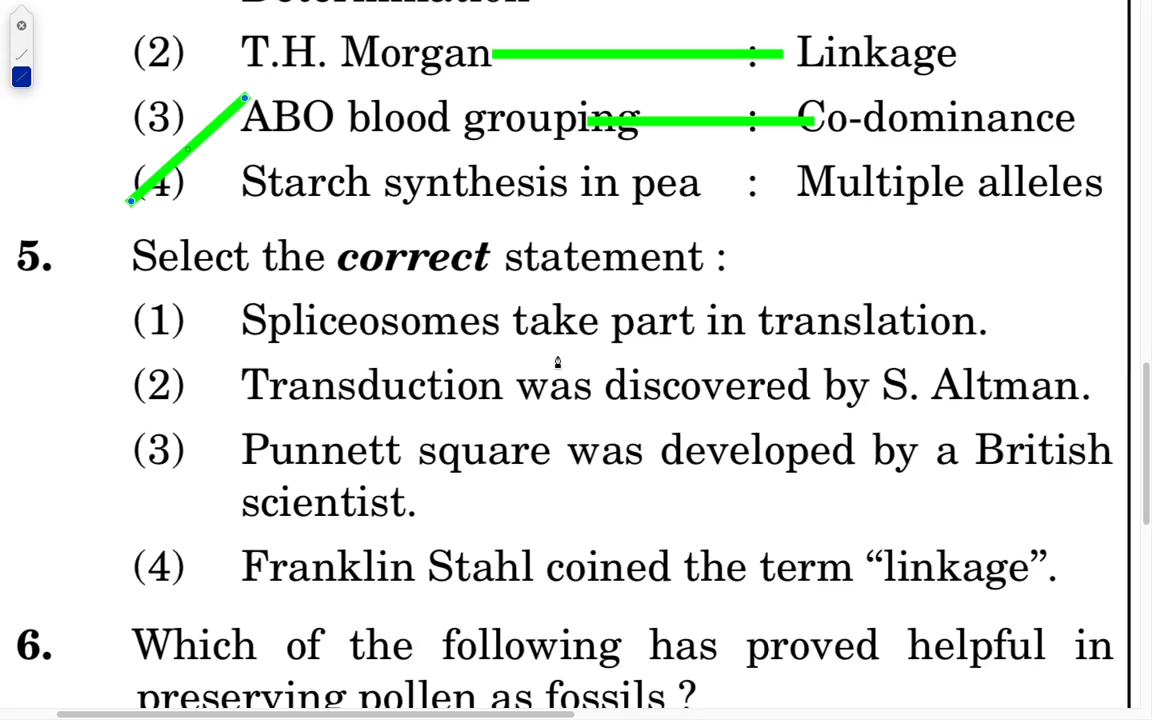 (2) T.H. Morgan : Linkage
(3) ABO blood grouping : Co-dominance
(4) Starch synthesis in pea : Multiple alleles
5. Select the correct statement :
(1) Spliceosomes take part in translation.
(2) Transduction was discovered by S. Altman.
(3) Punnett square was developed by a British
scientist.
(4) Franklin Stahl coined the term “linkage”.
6. Which of the following has proved helpful in
preserving pollen as fossils ?